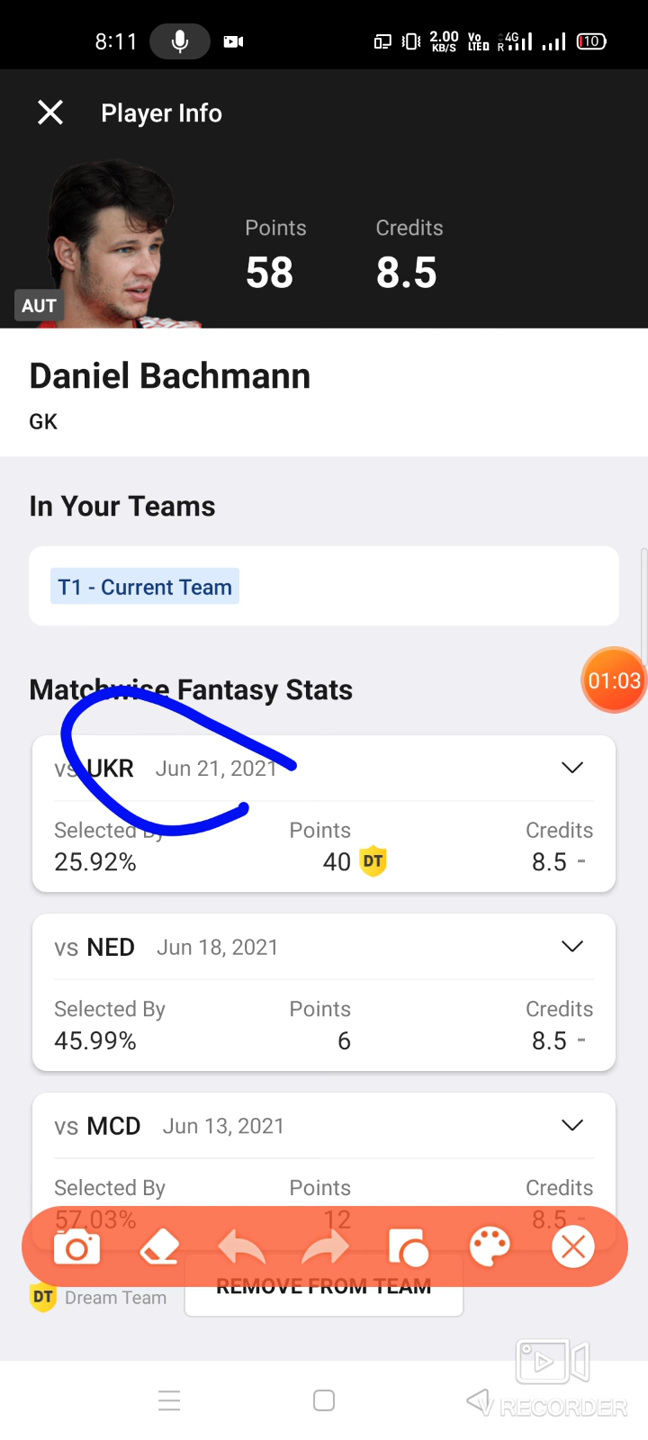 8:11 2.00 KB/S Vo LTED R 4G 10
Player Info
Points Credits
58 8.5
AUT
Daniel Bachmann
GK
In Your Teams
T1 - Current Team
Matchwise Fantasy Stats
01:03
vs UKR Jun 21, 2021
Selected By Points Credits
25.92% 40 DT 8.5 -
vs NED Jun 18, 2021
Selected By Points Credits
45.99% 6 8.5 -
vs MCD Jun 13, 2021
Selected By Points Credits
57.03% 12 8.5 -
REMOVE FROM TEAM
DT Dream Team
V RECORDER